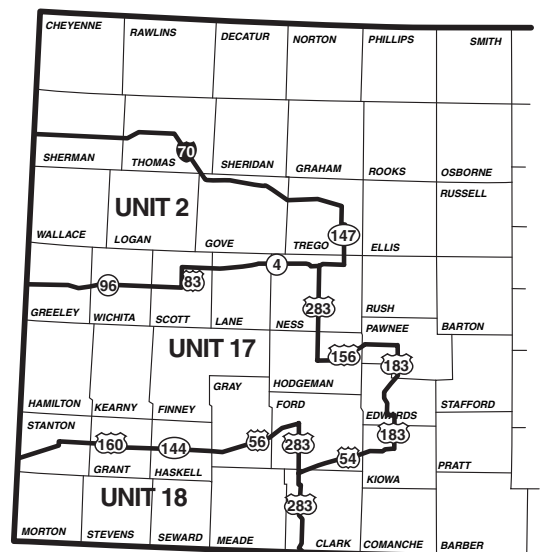 CHEYENNE
RAWLINS
DECATUR
NORTON
PHILLIPS
SMITH
70
SHERMAN
THOMAS
SHERIDAN
GRAHAM
ROOKS
OSBORNE
RUSSELL
UNIT 2
WALLACE
LOGAN
GOVE
TREGO
147
ELLIS
4
96
83
283
GREELEY
WICHITA
SCOTT
LANE
NESS
RUSH
PAWNEE
BARTON
UNIT 17
156
183
GRAY
HODGEMAN
HAMILTON
KEARNY
FINNEY
FORD
EDWARDS
STAFFORD
STANTON
160
144
56
283
54
183
GRANT
HASKELL
KIOWA
PRATT
UNIT 18
283
MORTON
STEVENS
SEWARD
MEADE
CLARK
COMANCHE
BARBER